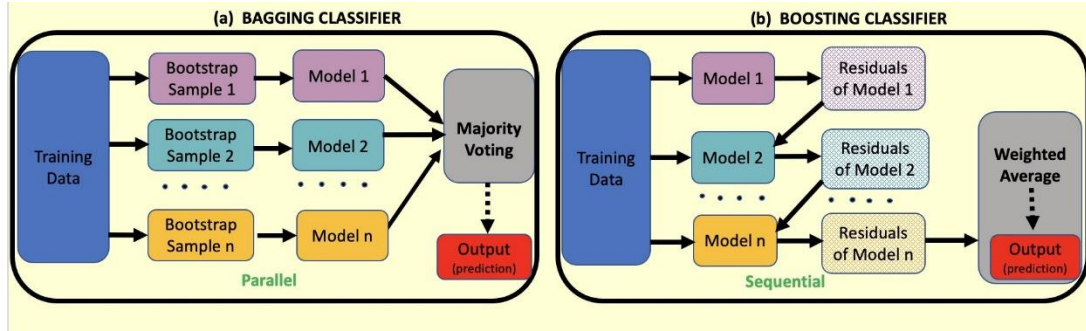 (a) BAGGING CLASSIFIER
Training
Data
Bootstrap
Sample 1
Model 1
Bootstrap
Sample 2
Model 2
Bootstrap
Sample n
Model n
Majority
Voting
Output
(prediction)
Parallel
(b) BOOSTING CLASSIFIER
Training
Data
Model 1
Residuals
of Model 1
Model 2
Residuals
of Model 2
Model n
Residuals
of Model n
Weighted
Average
Output
(prediction)
Sequential